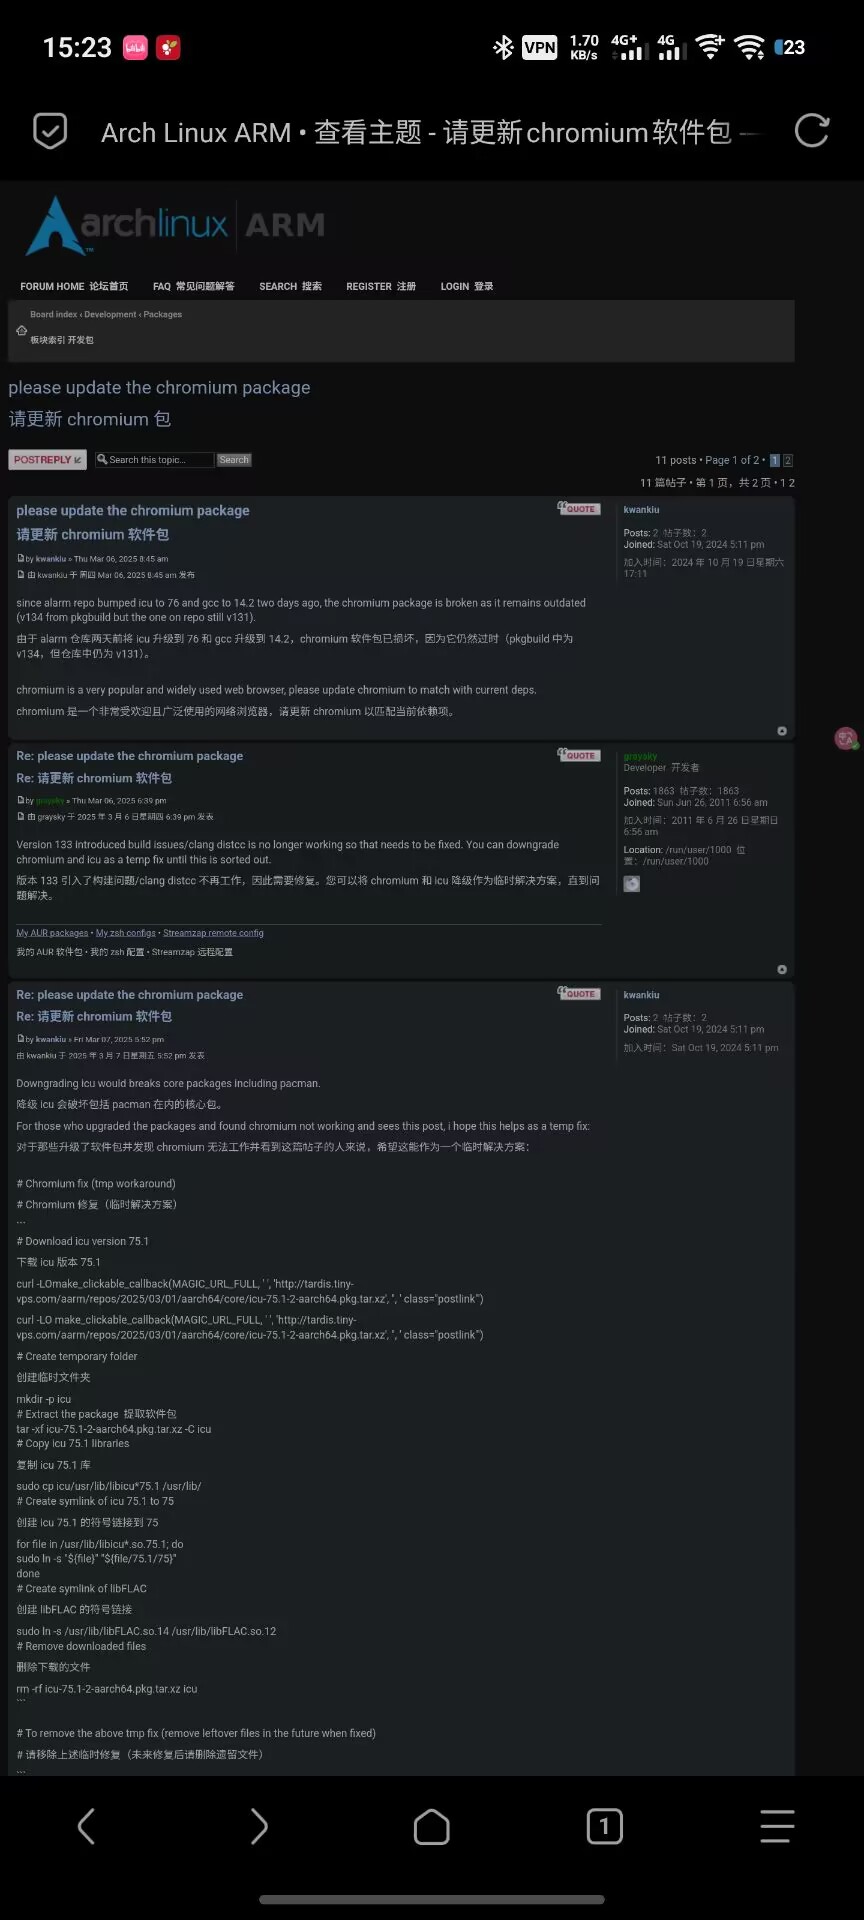 15:23
VPN 1.70 KB/s 4G+ 4G 23
Arch Linux ARM • 查看主题 - 请更新 chromium 软件包 —
archlinux ARM
FORUM HOME 论坛首页 FAQ 常见问题解答 SEARCH 搜索 REGISTER 注册 LOGIN 登录
Board index ‹ Development ‹ Packages
板块索引 开发包
please update the chromium package
请更新 chromium 包
POSTREPLY Search this topic... Search
11 posts • Page 1 of 2 • 1 2
11 篇帖子 • 第 1 页，共 2 页 • 1 2
please update the chromium package
QUOTE
kwankiu
请更新 chromium 软件包
by kwankiu » Thu Mar 06, 2025 8:45 am
由 kwankiu 于 周四 Mar 06, 2025 8:45 am 发布
Posts: 2 帖子数：2
Joined: Sat Oct 19, 2024 5:11 pm
加入时间：2024 年 10 月 19 日星期六
17:11
since alarm repo bumped icu to 76 and gcc to 14.2 two days ago, the chromium package is broken as it remains outdated
(v134 from pkgbuild but the one on repo still v131).
由于 alarm 仓库两天前将 icu 升级到 76 和 gcc 升级到 14.2，chromium 软件包已损坏，因为它仍然过时（pkgbuild 中为
v134，但仓库中仍为 v131）。
chromium is a very popular and widely used web browser, please update chromium to match with current deps.
chromium 是一个非常受欢迎且广泛使用的网络浏览器，请更新 chromium 以匹配当前依赖项。
Re: please update the chromium package
QUOTE
graysky
Developer 开发者
Re: 请更新 chromium 软件包
by graysky » Thu Mar 06, 2025 6:39 pm
由 graysky 于 2025 年 3 月 6 日星期四 6:39 pm 发表
Posts: 1863 帖子数：1863
Joined: Sun Jun 26, 2011 6:56 am
加入时间：2011 年 6 月 26 日星期日
6:56 am
Location: /run/user/1000 位
置：/run/user/1000
Version 133 introduced build issues/clang distcc is no longer working so that needs to be fixed. You can downgrade
chromium and icu as a temp fix until this is sorted out.
版本 133 引入了构建问题/clang distcc 不再工作，因此需要修复。您可以将 chromium 和 icu 降级作为临时解决方案，直到问
题解决。
My AUR packages • My zsh configs • Streamzap remote config
我的 AUR 软件包 • 我的 zsh 配置 • Streamzap 远程配置
Re: please update the chromium package
QUOTE
kwankiu
Re: 请更新 chromium 软件包
by kwankiu » Fri Mar 07, 2025 5:52 pm
由 kwankiu 于 2025 年 3 月 7 日星期五 5:52 pm 发表
Posts: 2 帖子数：2
Joined: Sat Oct 19, 2024 5:11 pm
加入时间：Sat Oct 19, 2024 5:11 pm
Downgrading icu would breaks core packages including pacman.
降级 icu 会破坏包括 pacman 在内的核心包。
For those who upgraded the packages and found chromium not working and sees this post, i hope this helps as a temp fix:
对于那些升级了软件包并发现 chromium 无法工作并看到这篇帖子的人来说，希望这能作为一个临时解决方案：
# Chromium fix (tmp workaround)
# Chromium 修复（临时解决方案）
```
# Download icu version 75.1
下载 icu 版本 75.1
curl -LOmake_clickable_callback(MAGIC_URL_FULL, ' ', 'http://tardis.tiny-
vps.com/aarm/repos/2025/03/01/aarch64/core/icu-75.1-2-aarch64.pkg.tar.xz', '', ' class="postlink"')
curl -LO make_clickable_callback(MAGIC_URL_FULL, ' ', 'http://tardis.tiny-
vps.com/aarm/repos/2025/03/01/aarch64/core/icu-75.1-2-aarch64.pkg.tar.xz', '', ' class="postlink"')
# Create temporary folder
创建临时文件夹
mkdir -p icu
# Extract the package 提取软件包
tar -xf icu-75.1-2-aarch64.pkg.tar.xz -C icu
# Copy icu 75.1 libraries
复制 icu 75.1 库
sudo cp icu/usr/lib/libicu*75.1 /usr/lib/
# Create symlink of icu 75.1 to 75
创建 icu 75.1 的符号链接到 75
for file in /usr/lib/libicu*.so.75.1; do
sudo ln -s "${file}" "${file/75.1/75}"
done
# Create symlink of libFLAC
创建 libFLAC 的符号链接
sudo ln -s /usr/lib/libFLAC.so.14 /usr/lib/libFLAC.so.12
# Remove downloaded files
删除下载的文件
rm -rf icu-75.1-2-aarch64.pkg.tar.xz icu
```
# To remove the above tmp fix (remove leftover files in the future when fixed)
# 请移除上述临时修复（未来修复后请删除遗留文件）
```
1